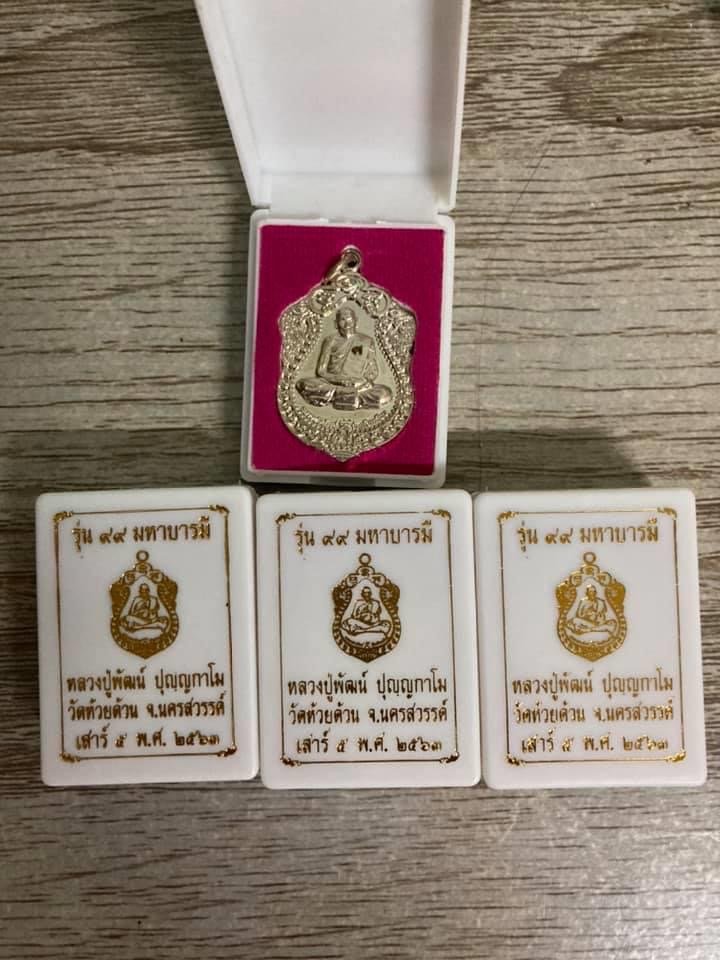 รุ่น ๙๙ มหาบารมี
หลวงปู่พัฒน์ ปุญฺญกาโม
วัดห้วยด้วน จ.นครสวรรค์
เสาร์ ๕ พ.ศ. ๒๕๖๓
รุ่น ๙๙ มหาบารมี
หลวงปู่พัฒน์ ปุญฺญกาโม
วัดห้วยด้วน จ.นครสวรรค์
เสาร์ ๕ พ.ศ. ๒๕๖๓
รุ่น ๙๙ มหาบารมี
หลวงปู่พัฒน์ ปุญฺญกาโม
วัดห้วยด้วน จ.นครสวรรค์
เสาร์ ๕ พ.ศ. ๒๕๖๓